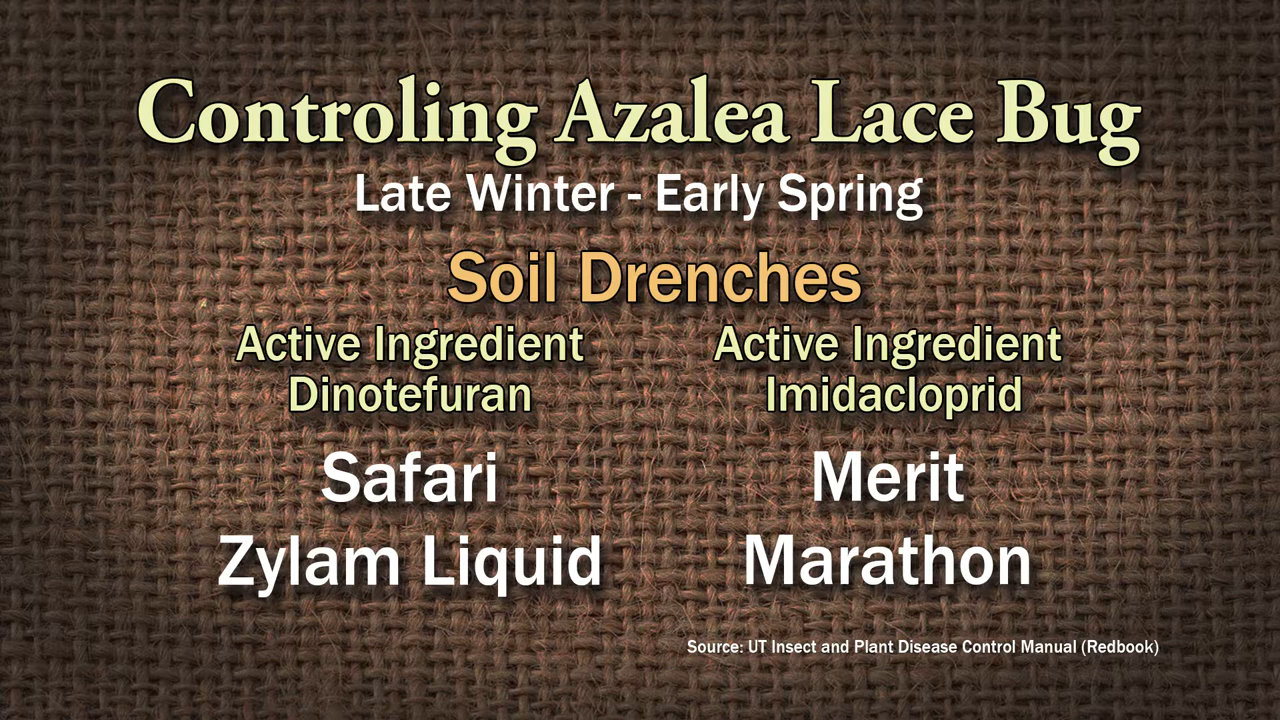 Controling Azalea Lace Bug
Late Winter - Early Spring
Soil Drenches
Active Ingredient
Dinotefuran
Safari
Zylam Liquid
Active Ingredient
Imidacloprid
Merit
Marathon
Source: UT Insect and Plant Disease Control Manual (Redbook)